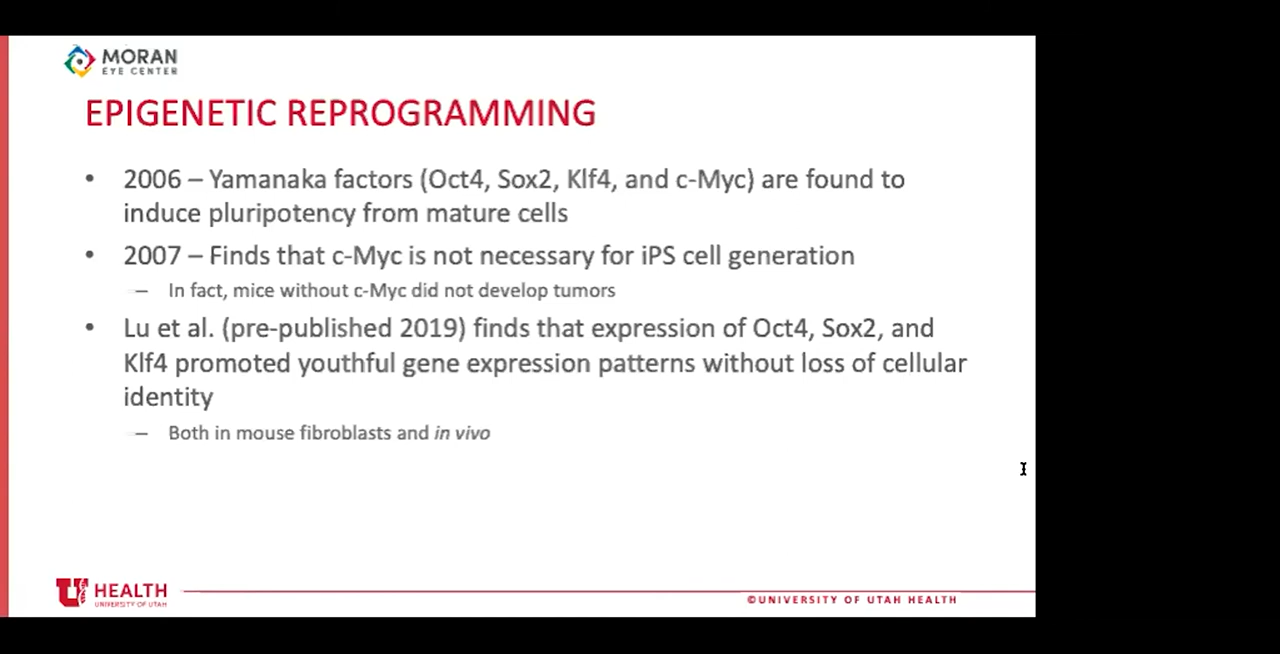 MORAN
EYE CENTER
EPIGENETIC REPROGRAMMING
• 2006 – Yamanaka factors (Oct4, Sox2, Klf4, and c-Myc) are found to
induce pluripotency from mature cells
• 2007 – Finds that c-Myc is not necessary for iPS cell generation
– In fact, mice without c-Myc did not develop tumors
• Lu et al. (pre-published 2019) finds that expression of Oct4, Sox2, and
Klf4 promoted youthful gene expression patterns without loss of cellular
identity
– Both in mouse fibroblasts and in vivo
U HEALTH
UNIVERSITY OF UTAH
©UNIVERSITY OF UTAH HEALTH